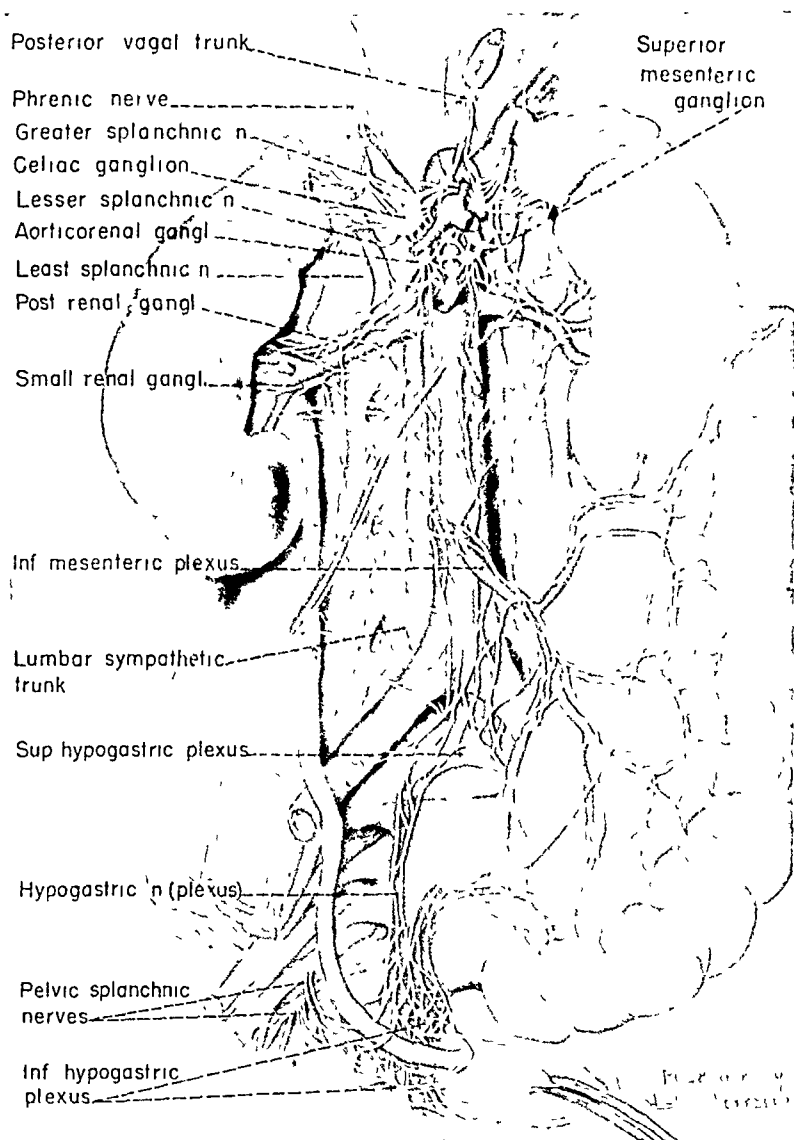 Posterior vagal trunk
Phrenic nerve
Greater splanchnic n
Celiac ganglion
Lesser splanchnic n
Aorticorenal gangl
Least splanchnic n
Post renal gangl
Small renal gangl.
Superior
mesenteric
ganglion
Inf mesenteric plexus
Lumbar sympathetic
trunk
Sup hypogastric plexus
Hypogastric n (plexus)
Pelvic splanchnic
nerves
Inf hypogastric
plexus